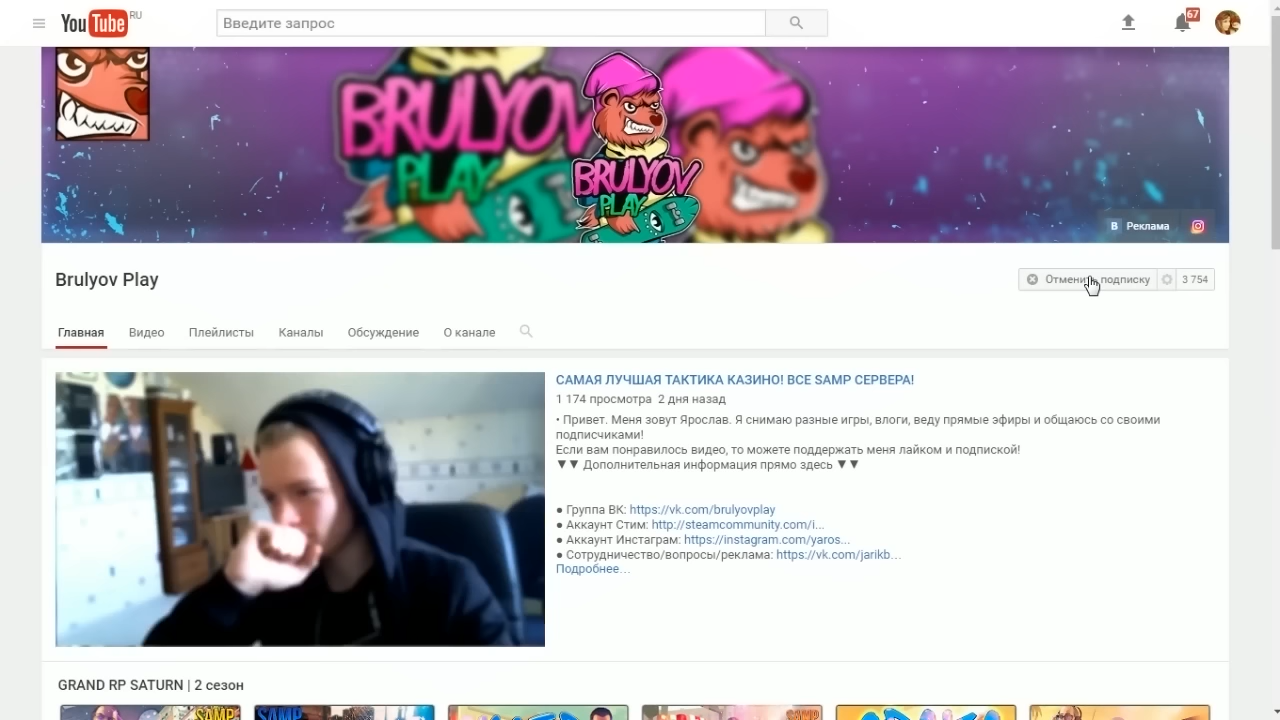 YouTube RU
Введите запрос
67
BRULYOV
PLAY
BRULYOV
PLAY
В Реклама
Brulyov Play
Отменить подписку 3 754
Главная Видео Плейлисты Каналы Обсуждение О канале
САМАЯ ЛУЧШАЯ ТАКТИКА КАЗИНО! ВСЕ SAMP СЕРВЕРА!
1 174 просмотра 2 дня назад
• Привет. Меня зовут Ярослав. Я снимаю разные игры, влоги, веду прямые эфиры и общаюсь со своими
подписчиками!
Если вам понравилось видео, то можете поддержать меня лайком и подпиской!
▼▼ Дополнительная информация прямо здесь ▼▼
● Группа ВК: https://vk.com/brulyovplay
● Аккаунт Стим: http://steamcommunity.com/i...
● Аккаунт Инстаграм: https://instagram.com/yaros...
● Сотрудничество/вопросы/реклама: https://vk.com/jarikb...
Подробнее...
GRAND RP SATURN | 2 сезон
SAMP SAMP SAMP